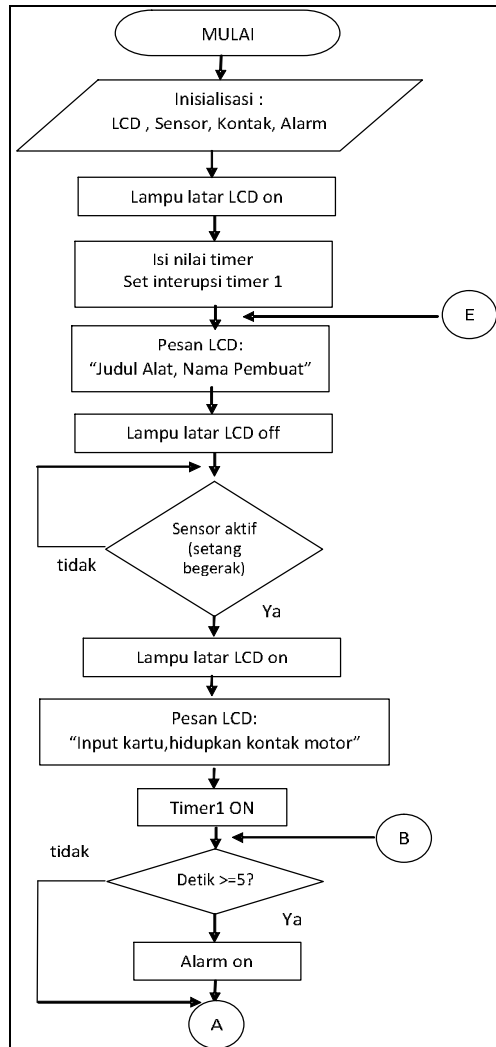 MULAI
Inisialisasi :
LCD , Sensor, Kontak, Alarm
Lampu latar LCD on
Isi nilai timer
Set interupsi timer 1
E
Pesan LCD:
“Judul Alat, Nama Pembuat”
Lampu latar LCD off
Sensor aktif
(setang
begerak)
tidak
Ya
Lampu latar LCD on
Pesan LCD:
“Input kartu,hidupkan kontak motor”
Timer1 ON
B
tidak
Detik >=5?
Ya
Alarm on
A